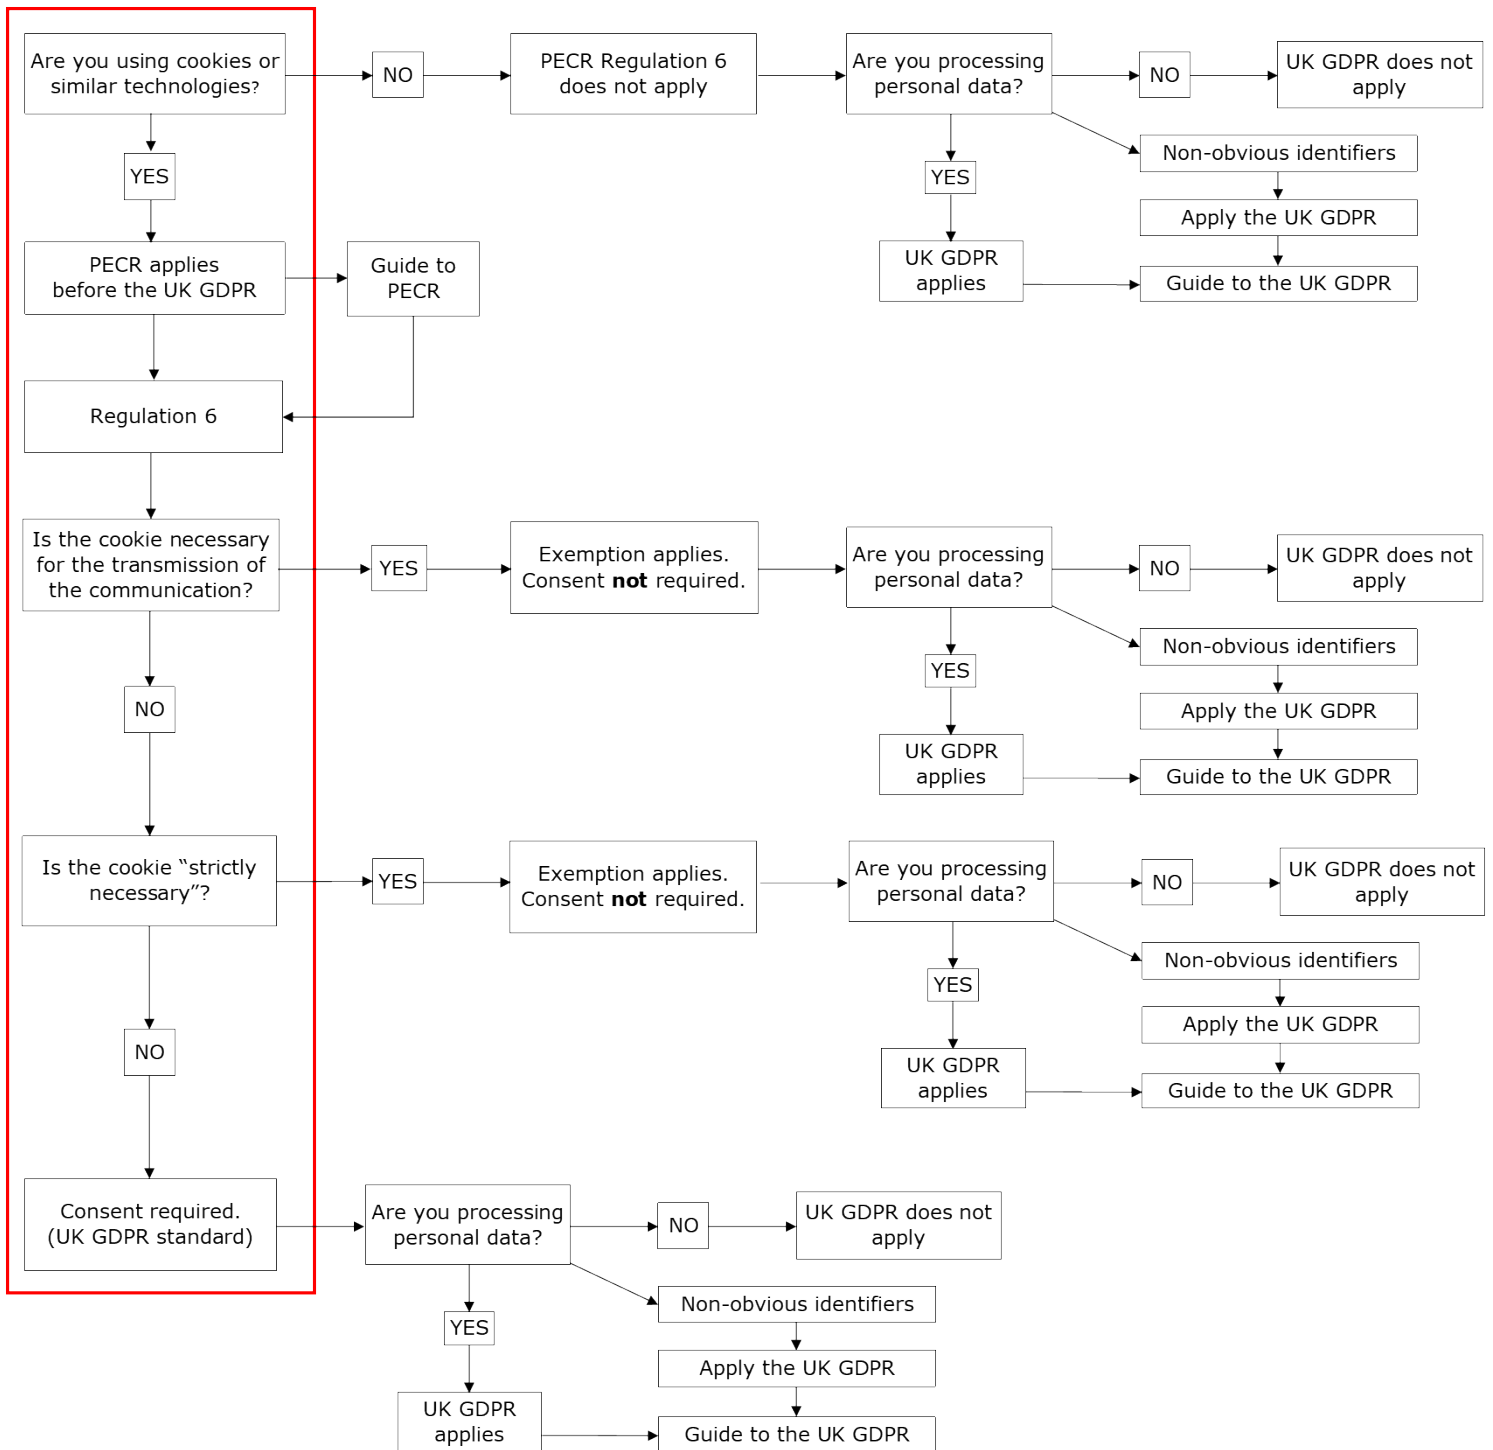 Are you using cookies or
similar technologies?
NO
PECR Regulation 6
does not apply
Are you processing
personal data?
NO
UK GDPR does not
apply
YES
YES
Non-obvious identifiers
Apply the UK GDPR
UK GDPR
applies
Guide to the UK GDPR
PECR applies
before the UK GDPR
Guide to
PECR
Regulation 6
Is the cookie necessary
for the transmission of
the communication?
YES
Exemption applies.
Consent not required.
Are you processing
personal data?
NO
UK GDPR does not
apply
Non-obvious identifiers
YES
Apply the UK GDPR
UK GDPR
applies
Guide to the UK GDPR
NO
Is the cookie “strictly
necessary”?
YES
Exemption applies.
Consent not required.
Are you processing
personal data?
NO
UK GDPR does not
apply
Non-obvious identifiers
YES
Apply the UK GDPR
UK GDPR
applies
Guide to the UK GDPR
NO
Consent required.
(UK GDPR standard)
Are you processing
personal data?
NO
UK GDPR does not
apply
Non-obvious identifiers
YES
Apply the UK GDPR
UK GDPR
applies
Guide to the UK GDPR